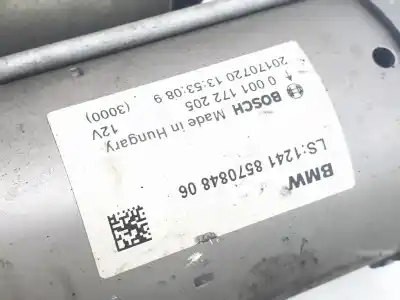 BMW
LS:1241 8570848 06
12V (3000)
Made in Hungary
BOSCH
0 001 172 205
20170720 13:53:08 9